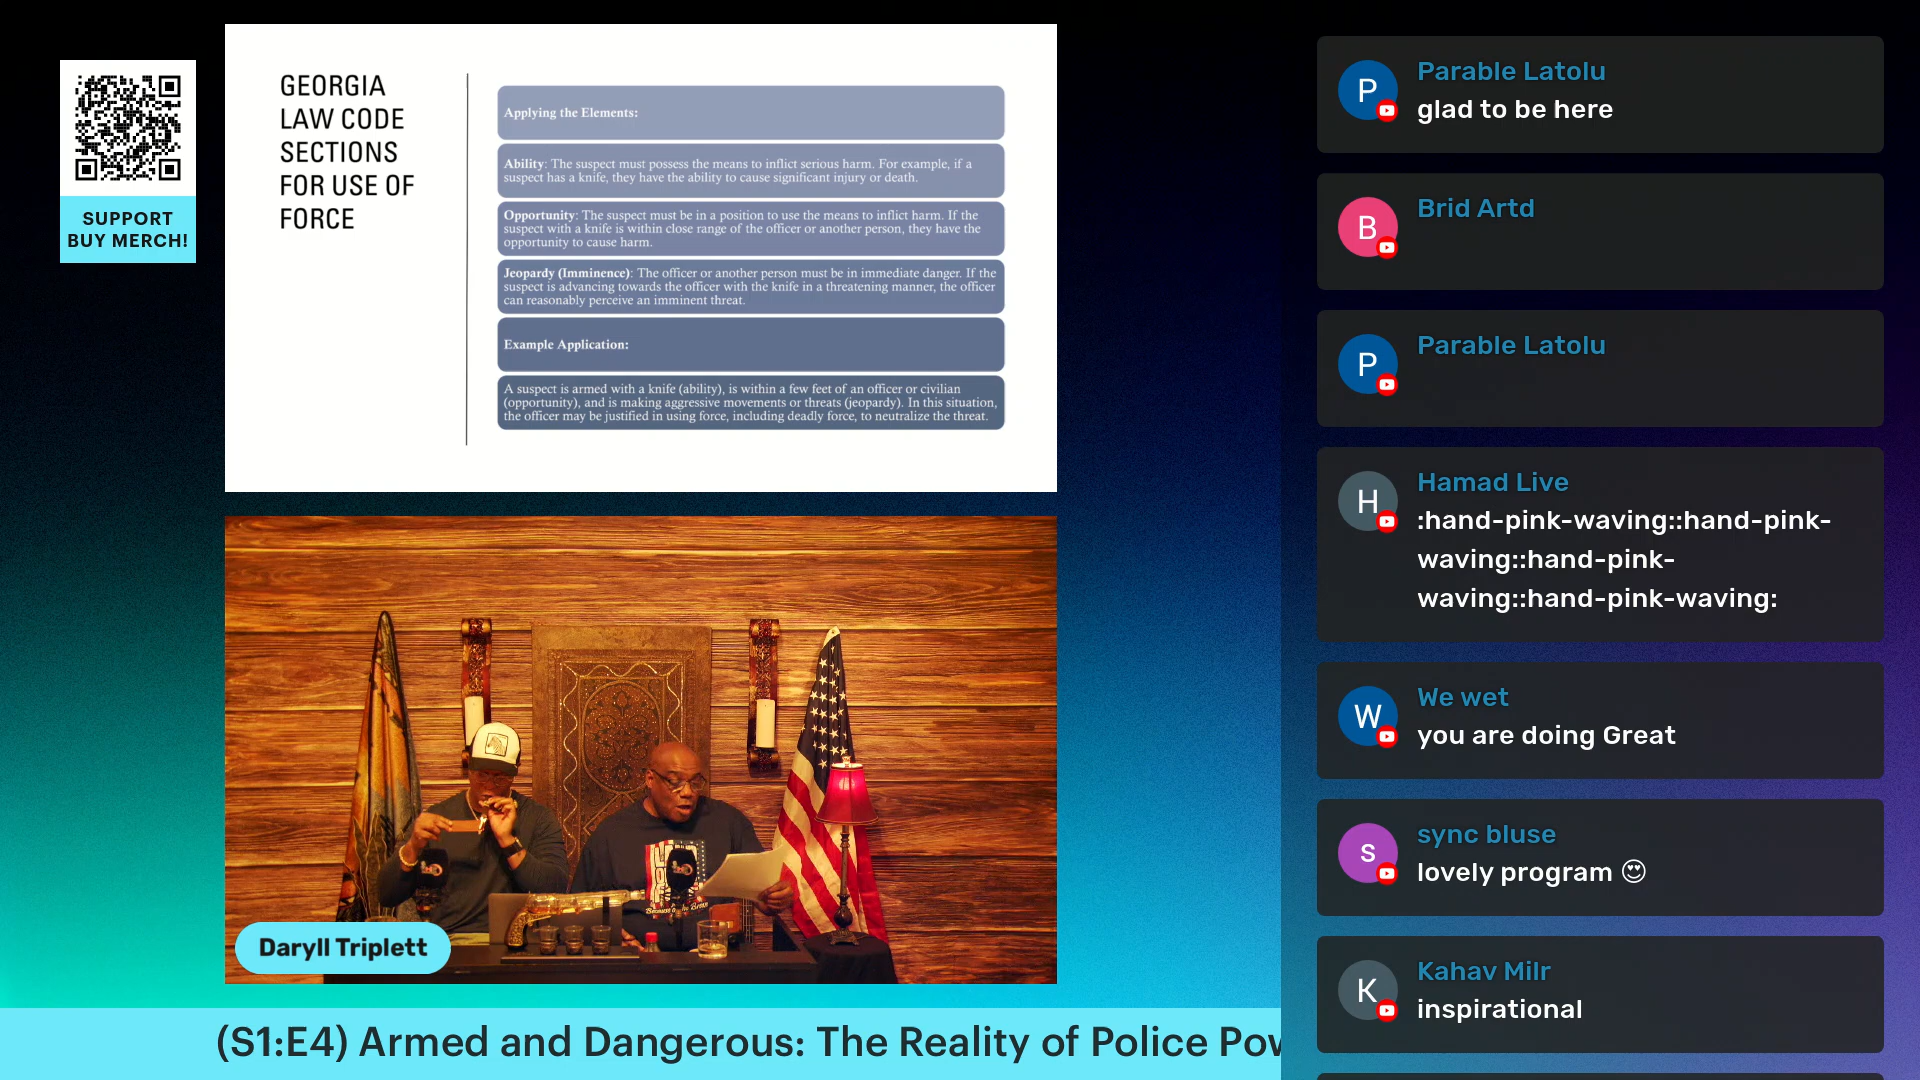 SUPPORT
BUY MERCH!
GEORGIA
LAW CODE
SECTIONS
FOR USE OF
FORCE
Applying the Elements:
Ability: The suspect must possess the means to inflict serious harm. For example, if a
suspect has a knife, they have the ability to cause significant injury or death.
Opportunity: The suspect must be in a position to use the means to inflict harm. If the
suspect with a knife is within close range of the officer or another person, they have the
opportunity to cause harm.
Jeopardy (Imminence): The officer or another person must be in immediate danger. If the
suspect is advancing towards the officer with the knife in a threatening manner, the officer
can reasonably perceive an imminent threat.
Example Application:
A suspect is armed with a knife (ability), is within a few feet of an officer or civilian
(opportunity), and is making aggressive movements or threats (jeopardy). In this situation,
the officer may be justified in using force, including deadly force, to neutralize the threat.
Daryll Triplett
(S1:E4) Armed and Dangerous: The Reality of Police Pow
P
Parable Latolu
glad to be here
B
Brid Artd
P
Parable Latolu
H
Hamad Live
:hand-pink-waving::hand-pink-
waving::hand-pink-
waving::hand-pink-waving:
W
We wet
you are doing Great
s
sync bluse
lovely program 😍
K
Kahav Milr
inspirational